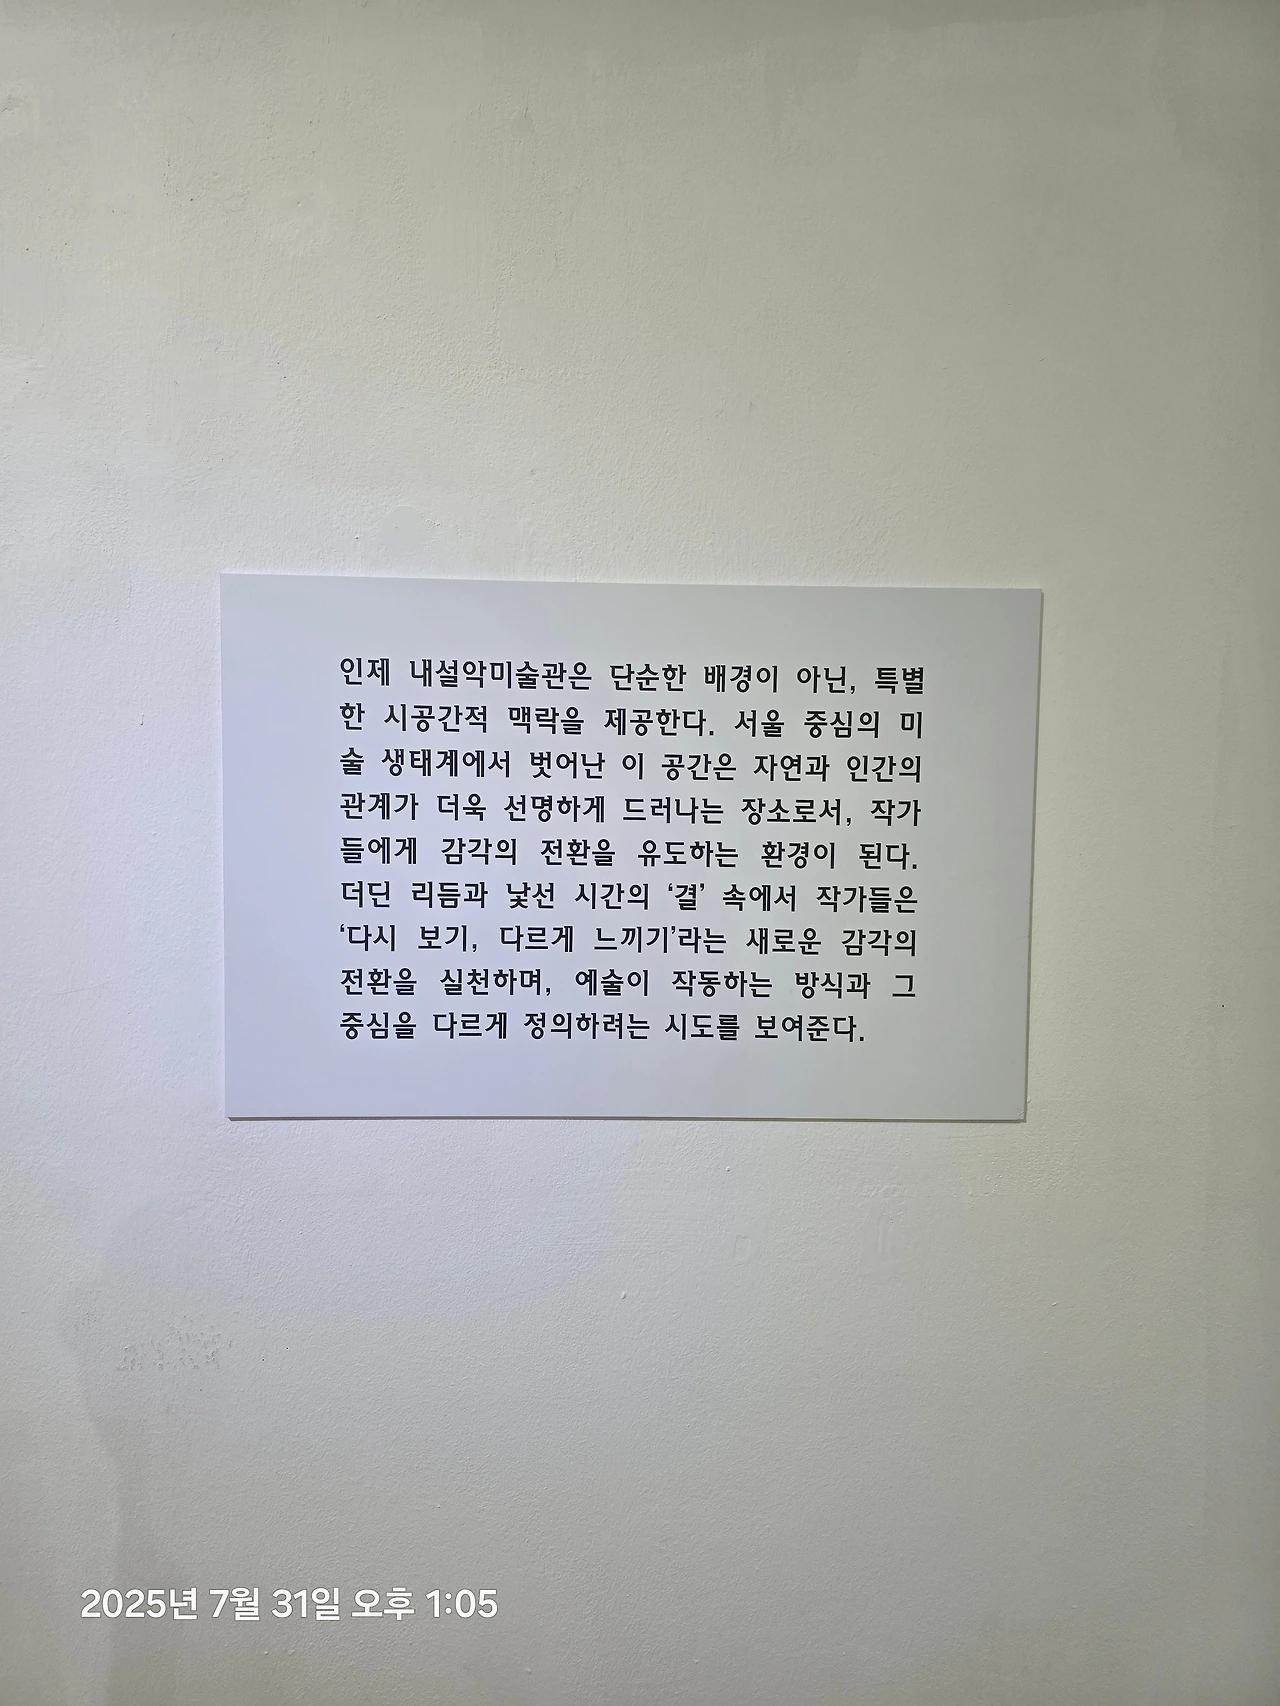 인제 내설악미술관은 단순한 배경이 아닌, 특별
한 시공간적 맥락을 제공한다. 서울 중심의 미
술 생태계에서 벗어난 이 공간은 자연과 인간의
관계가 더욱 선명하게 드러나는 장소로서, 작가
들에게 감각의 전환을 유도하는 환경이 된다.
더딘 리듬과 낯선 시간의 ‘결’ 속에서 작가들은
‘다시 보기, 다르게 느끼기’라는 새로운 감각의
전환을 실천하며, 예술이 작동하는 방식과 그
중심을 다르게 정의하려는 시도를 보여준다.
2025년 7월 31일 오후 1:05